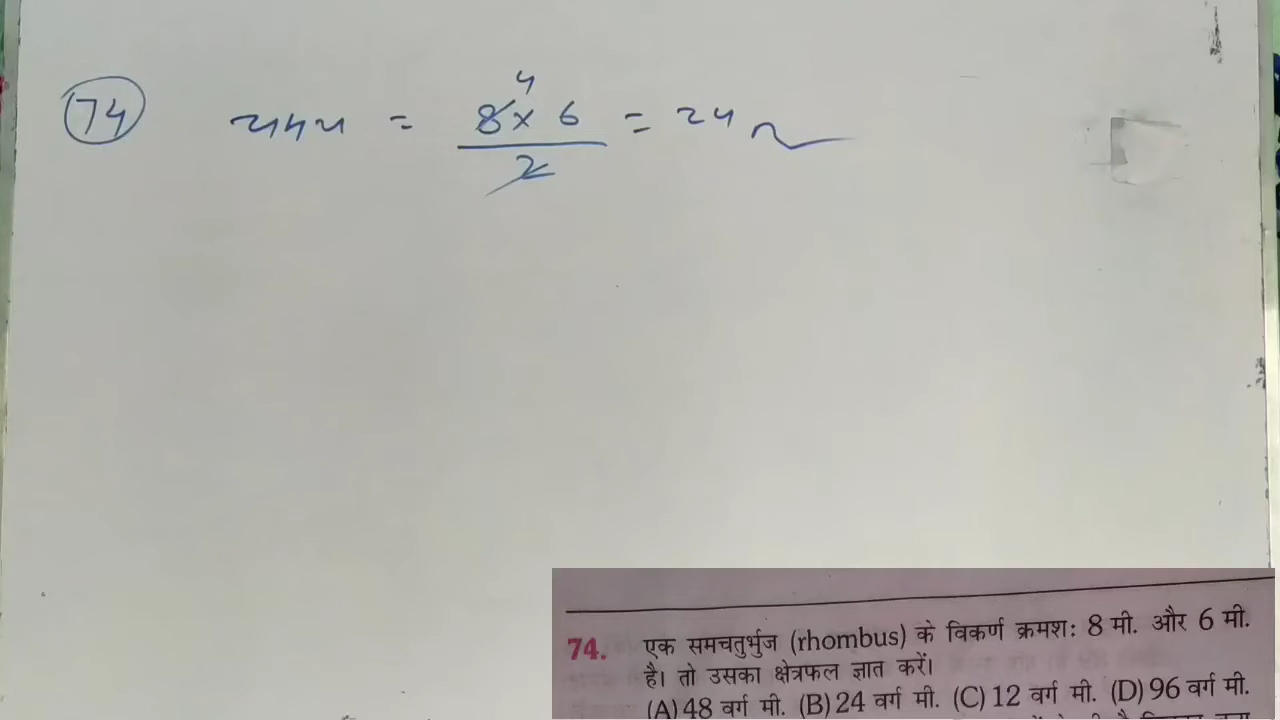 74 = 8 × 6 / 2 = 24
4
74. एक समचतुर्भुज (rhombus) के विकर्ण क्रमश: 8 मी. और 6 मी.
है। तो उसका क्षेत्रफल ज्ञात करें।
(A) 48 वर्ग मी. (B) 24 वर्ग मी. (C) 12 वर्ग मी. (D) 96 वर्ग मी.